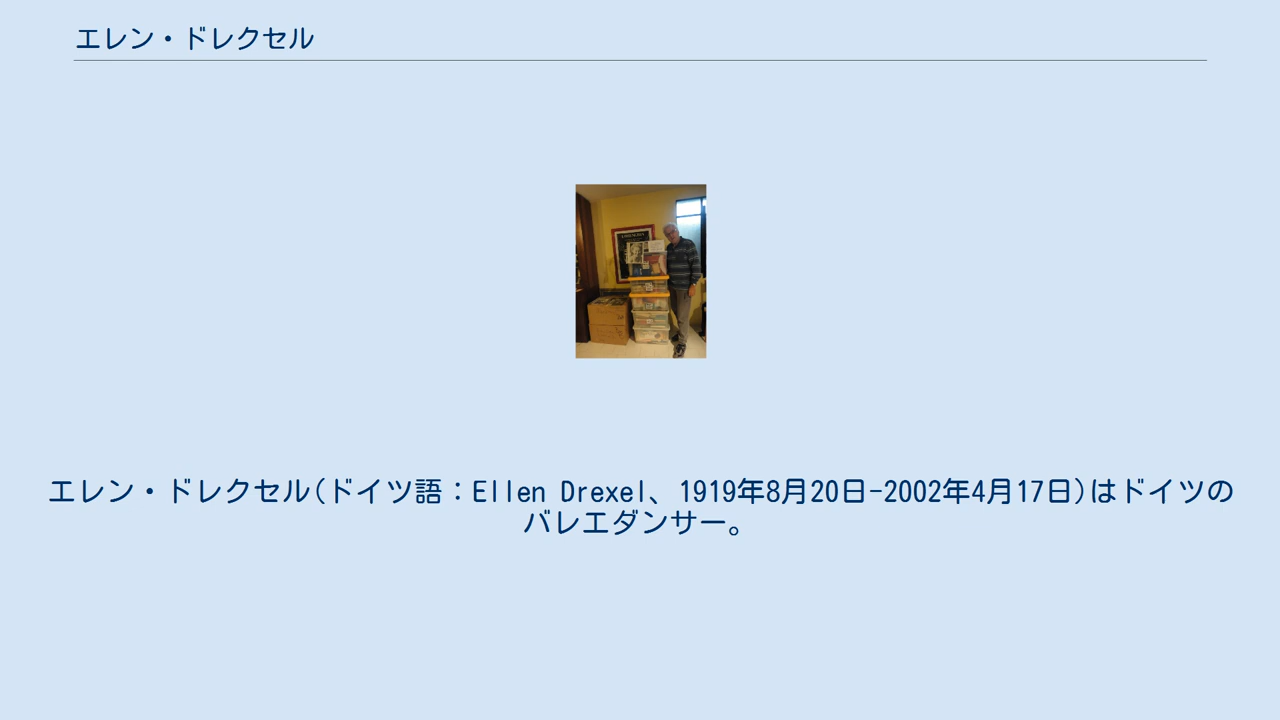 エレン・ドレクセル
エレン・ドレクセル(ドイツ語：Ellen Drexel、1919年8月20日-2002年4月17日)はドイツの
バレエダンサー。